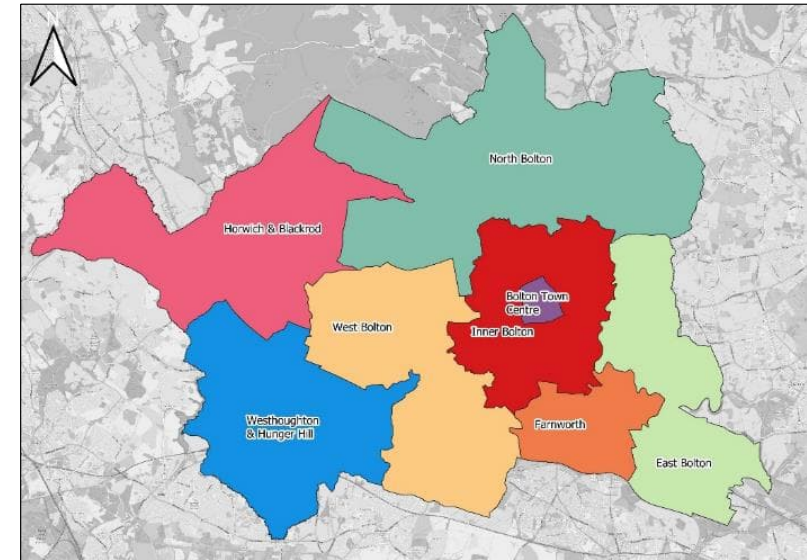 North Bolton
Horwich & Blackrod
Bolton Town
Centre
West Bolton
Inner Bolton
Westhoughton
& Hunger Hill
Farnworth
East Bolton